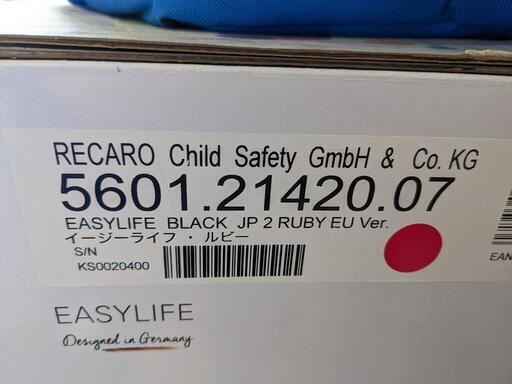 RECARO Child Safety GmbH & Co. KG
5601.21420.07
EASYLIFE BLACK JP 2 RUBY EU Ver.
イージーライフ ・ ルビー
S/N
KS0020400
EAN
EASYLIFE
Designed in Germany